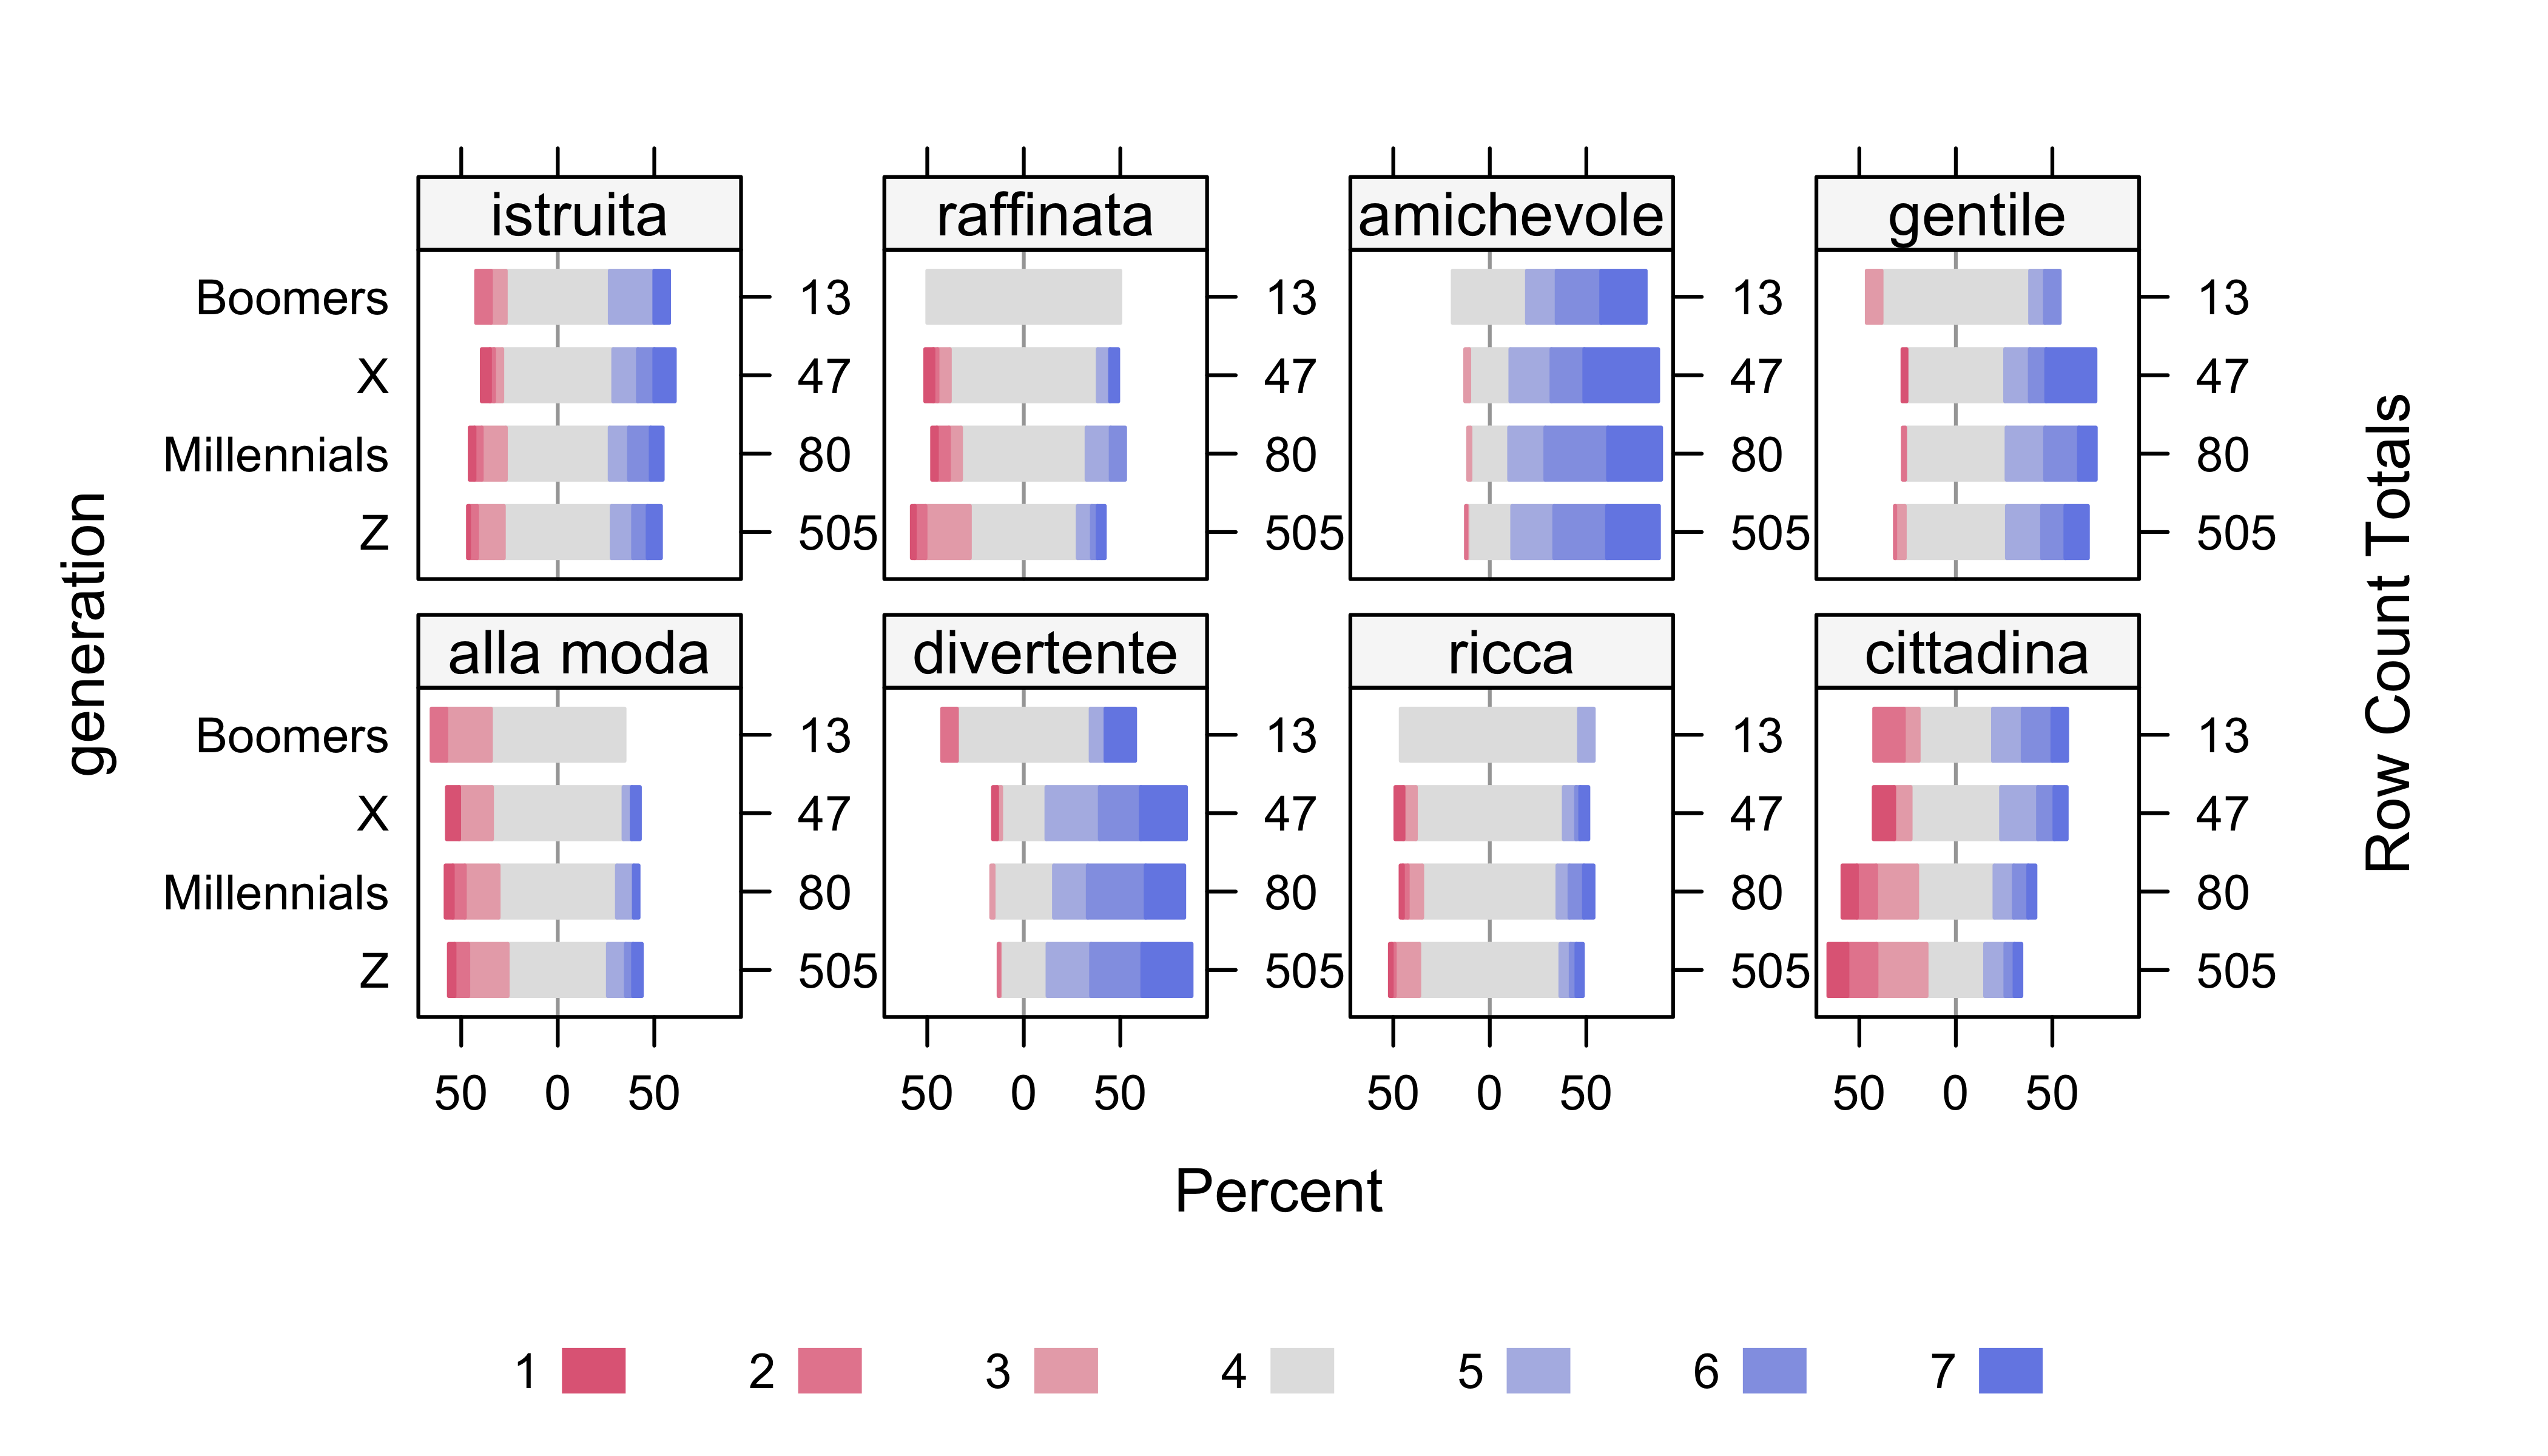 istruita raffinata amichevole gentile
Boomers 13 13 13 13
X 47 47 47 47
Millennials 80 80 80 80
Z 505 505 505 505
generation
Row Count Totals
alla moda divertente ricca cittadina
Boomers 13 13 13 13
X 47 47 47 47
Millennials 80 80 80 80
Z 505 505 505 505
50 0 50 50 0 50 50 0 50 50 0 50
Percent
1 2 3 4 5 6 7